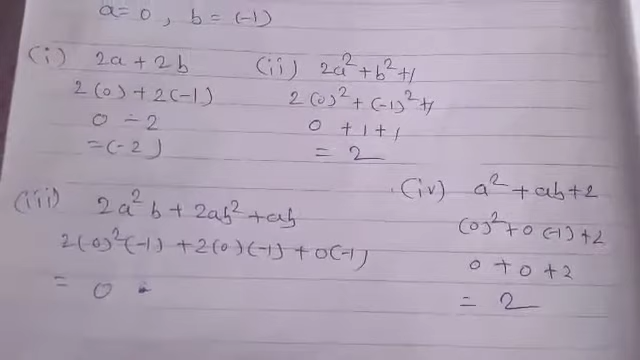 a=0, b=(-1)
(i) 2a+2b
2(0)+2(-1)
0-2
=(-2)
(ii) 2a²+b²+1
2(0)²+(-1)²+1
0+1+1
=2
(iii) 2a²b+2ab²+ab
2(0)²(-1)+2(0)(-1)+0(-1)
=0
(iv) a²+ab+2
(0)²+0(-1)+2
0+0+2
=2